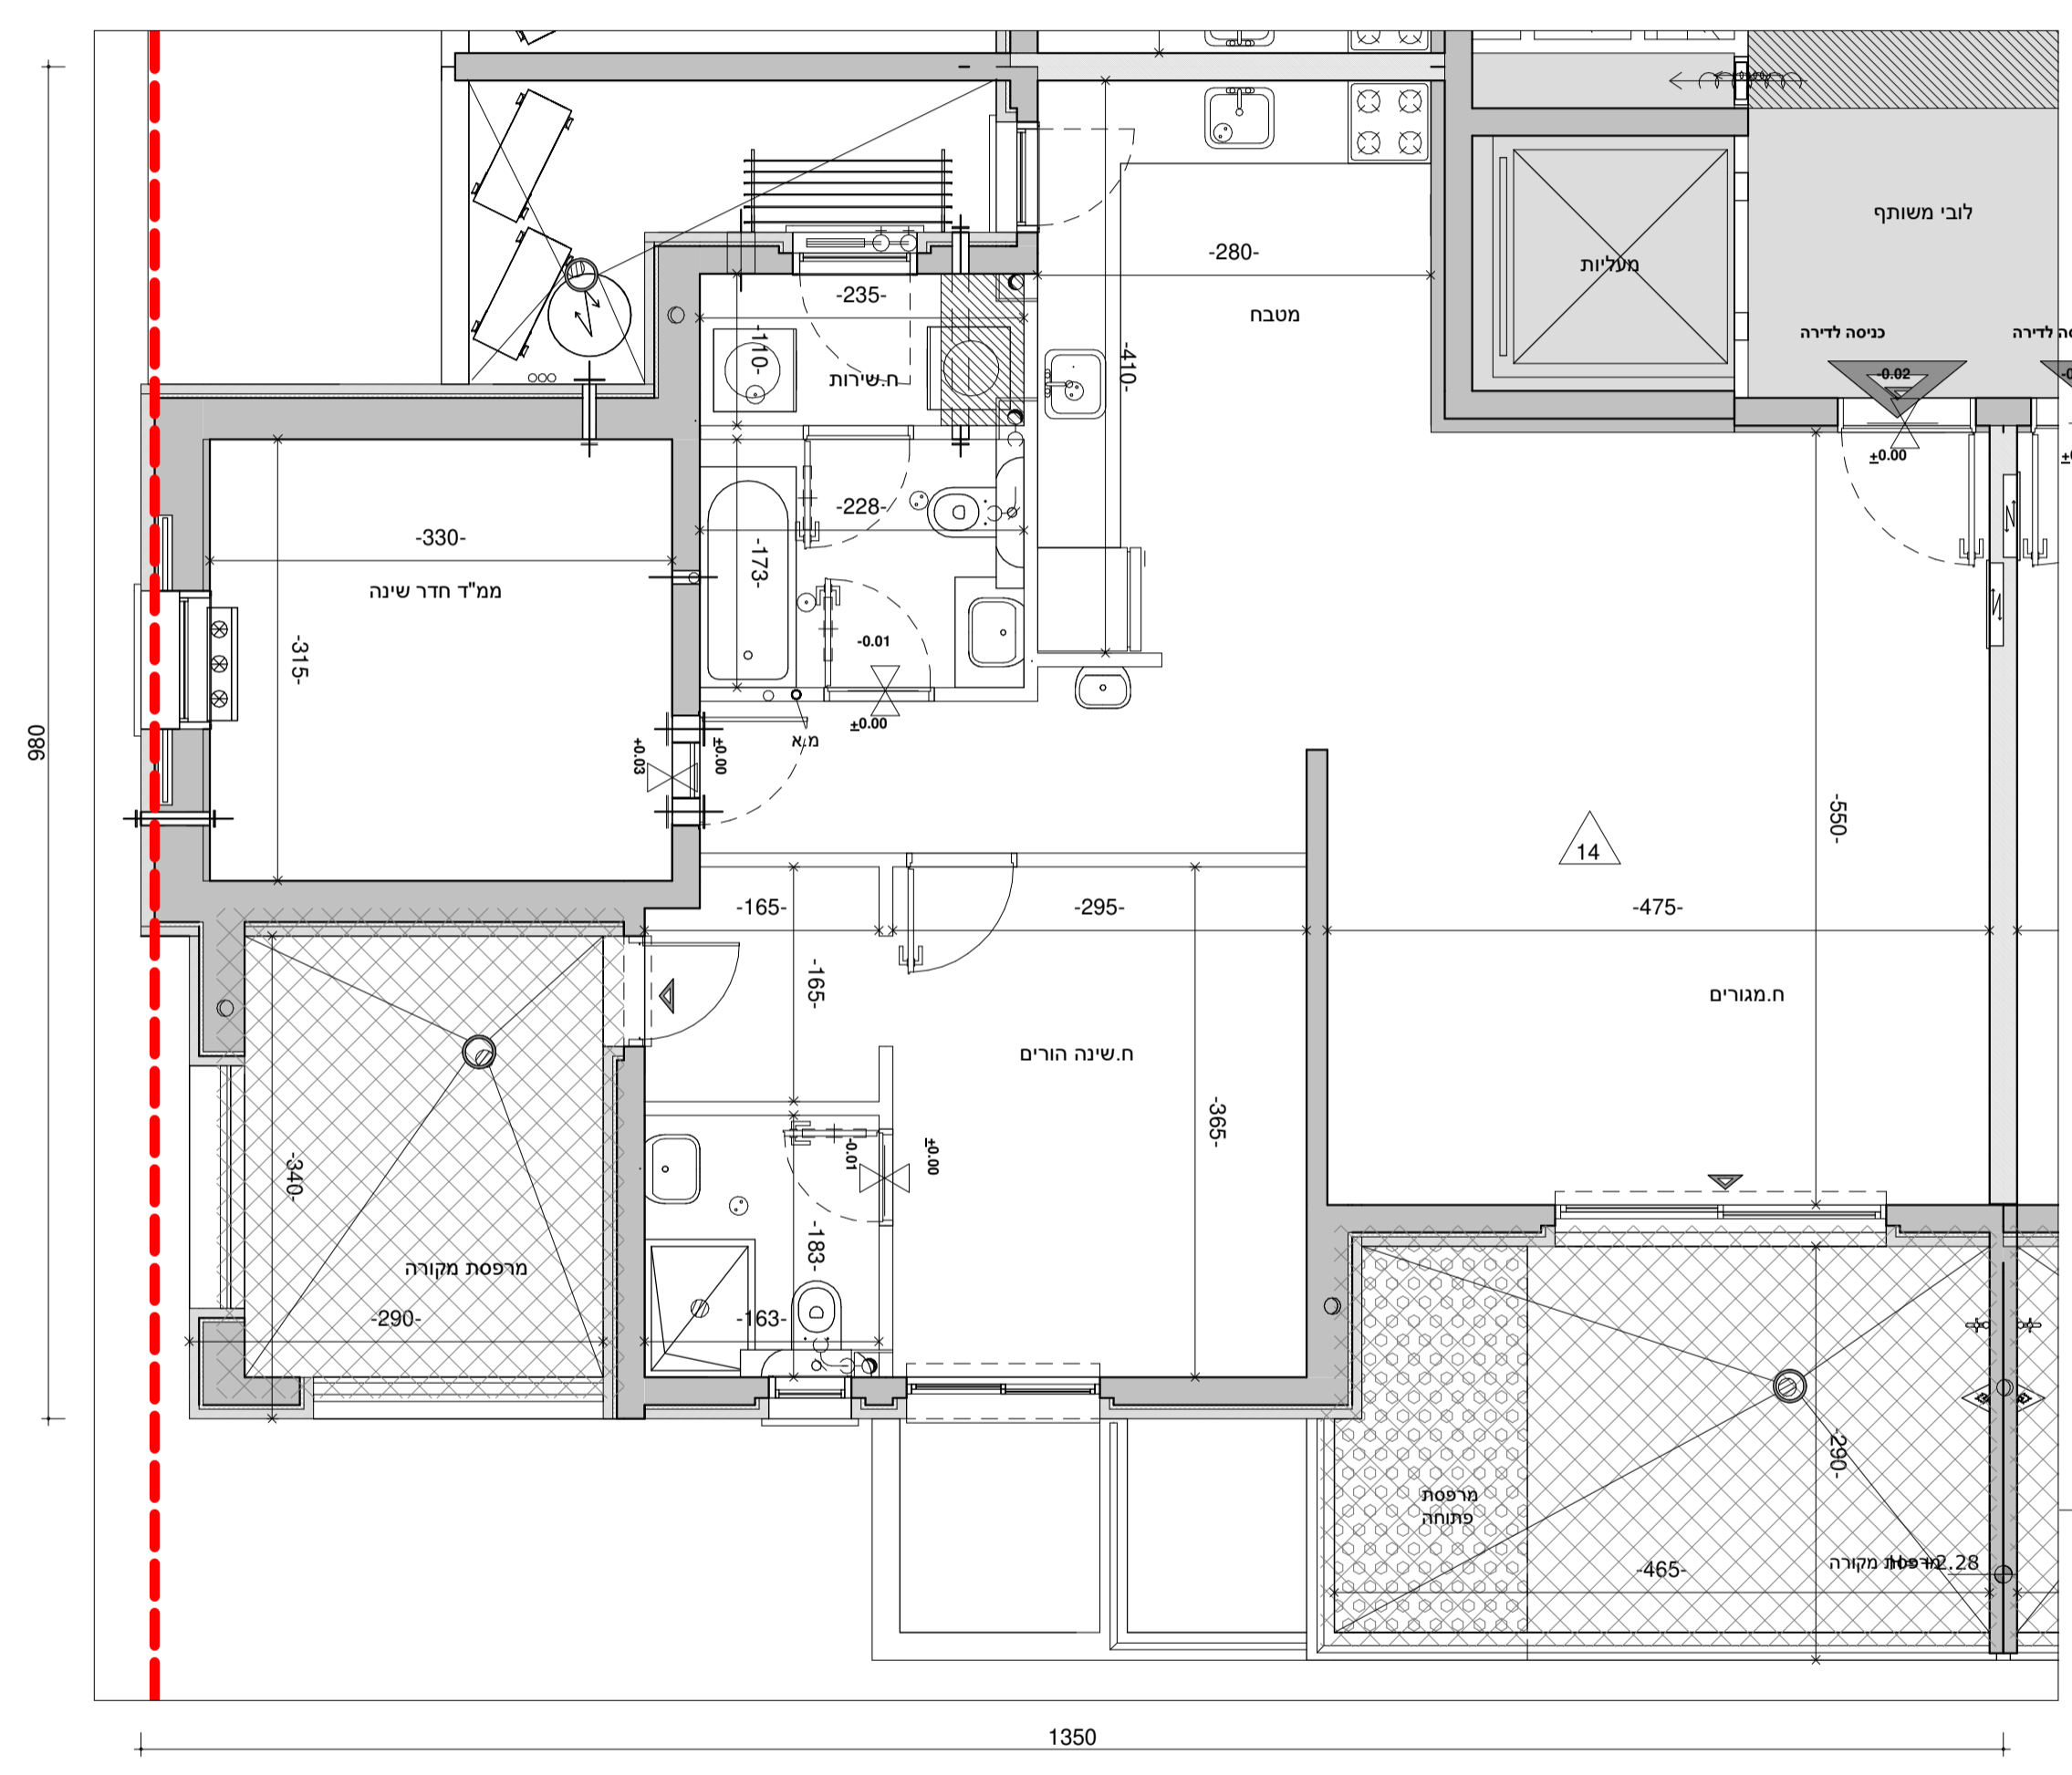 לובי משותף
-280-
מעליות
-235-
מטבח
כניסה לדירה
-110-
-410-
-0.02
ח.שירות
±0.00
-228-
-330-
-173-
ממ"ד חדר שינה
-0.01
-315-
±0.00
מ.א
+0.03
±0.00
980
-550-
14
-165-
-295-
-475-
-165-
ח.מגורים
ח.שינה הורים
-365-
-0.01
±0.00
-340-
-183-
מרפסת מקורה
-290-
-163-
-290-
מרפסת
פתוחה
מרפסת מקורה
2.28
-465-
1350